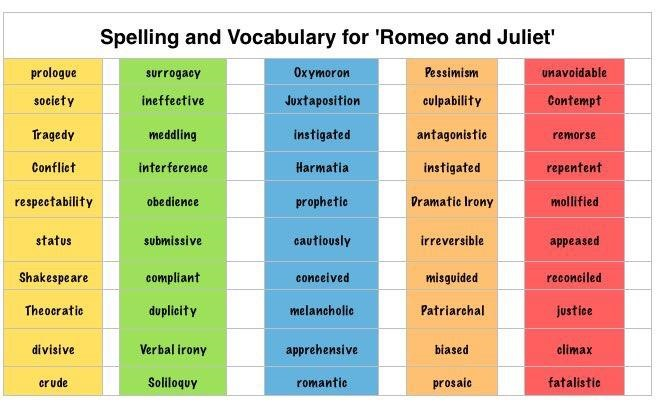 Spelling and Vocabulary for 'Romeo and Juliet'
prologue surrogacy Oxymoron Pessimism unavoidable
society ineffective Juxtaposition culpability Contempt
Tragedy meddling instigated antagonistic remorse
Conflict interference Harmatia instigated repentent
respectability obedience prophetic Dramatic Irony mollified
status submissive cautiously irreversible appeased
Shakespeare compliant conceived misguided reconciled
Theocratic duplicity melancholic Patriarchal justice
divisive Verbal irony apprehensive biased climax
crude Soliloquy romantic prosaic fatalistic